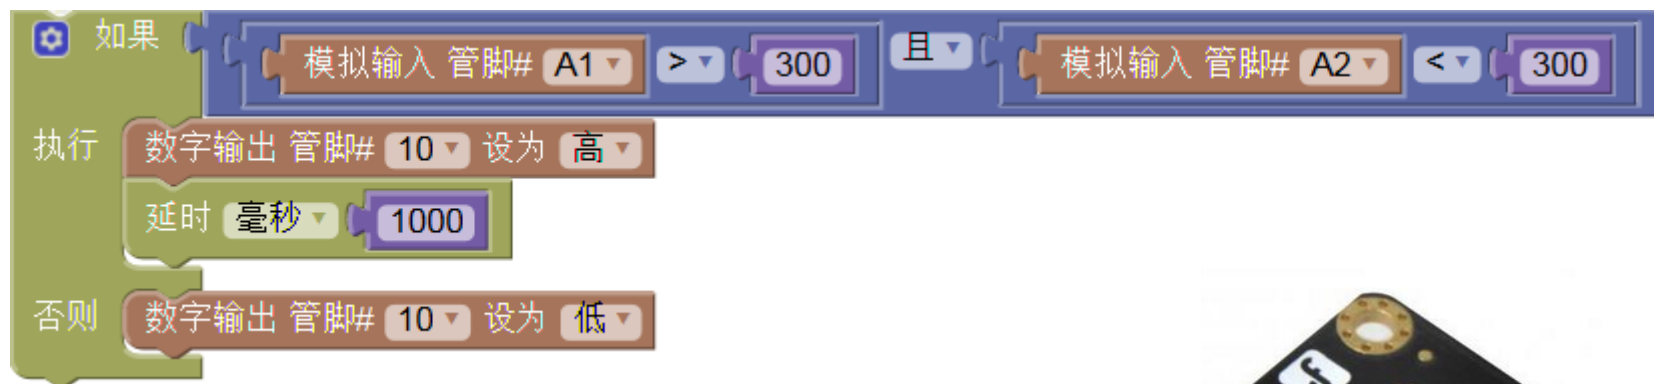 如果 模拟输入 管脚# A1 > 300 且 模拟输入 管脚# A2 < 300
执行 数字输出 管脚# 10 设为 高
延时 毫秒 1000
否则 数字输出 管脚# 10 设为 低